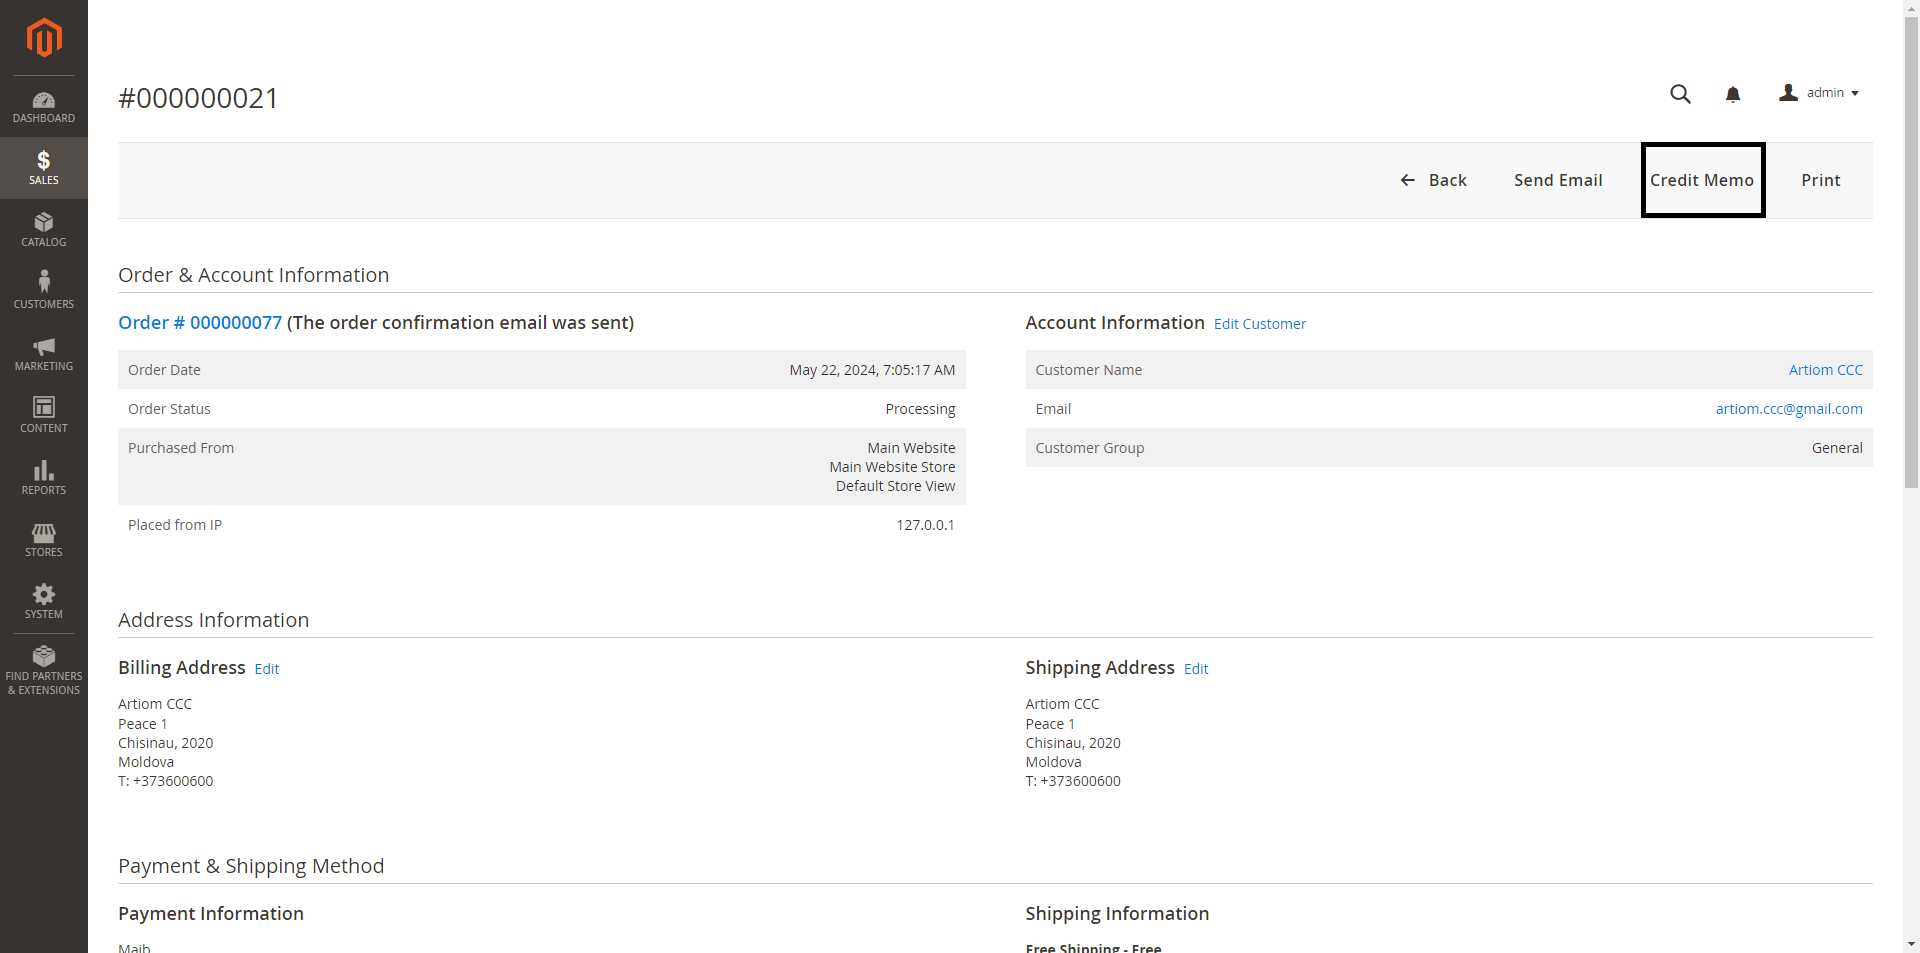 #000000021
admin
DASHBOARD
SALES
CATALOG
CUSTOMERS
MARKETING
CONTENT
REPORTS
STORES
SYSTEM
FIND PARTNERS
& EXTENSIONS
Back
Send Email
Credit Memo
Print
Order & Account Information
Order # 000000077 (The order confirmation email was sent)
Order Date May 22, 2024, 7:05:17 AM
Order Status Processing
Purchased From Main Website
Main Website Store
Default Store View
Placed from IP 127.0.0.1
Account Information Edit Customer
Customer Name Artiom CCC
Email artiom.ccc@gmail.com
Customer Group General
Address Information
Billing Address Edit
Artiom CCC
Peace 1
Chisinau, 2020
Moldova
T: +373600600
Shipping Address Edit
Artiom CCC
Peace 1
Chisinau, 2020
Moldova
T: +373600600
Payment & Shipping Method
Payment Information
Maib
Shipping Information
Free Shipping - Free